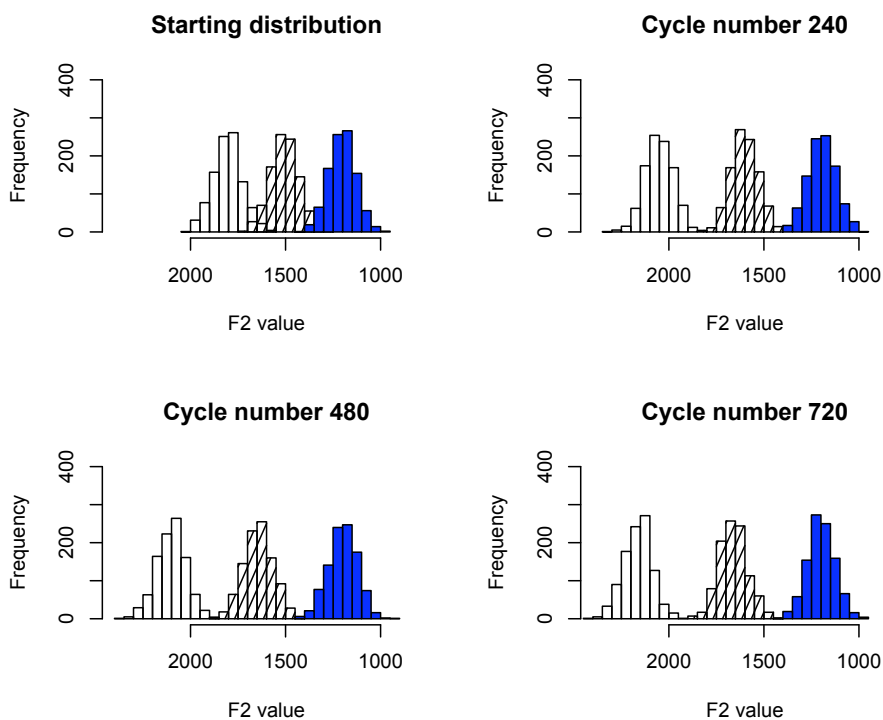 Starting distribution
Frequency
0 200 400
2000 1500 1000
F2 value
Cycle number 240
Frequency
0 200 400
2000 1500 1000
F2 value
Cycle number 480
Frequency
0 200 400
2000 1500 1000
F2 value
Cycle number 720
Frequency
0 200 400
2000 1500 1000
F2 value